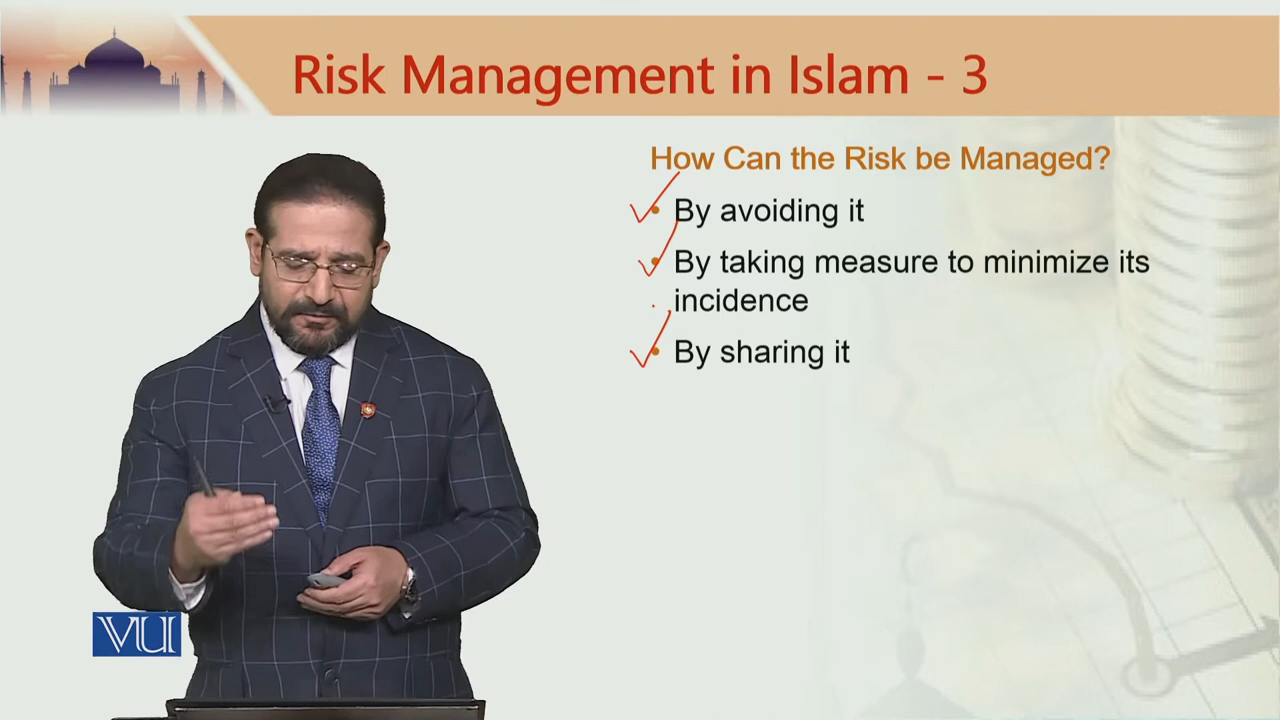 Risk Management in Islam - 3
How Can the Risk be Managed?
• By avoiding it
• By taking measure to minimize its
incidence
• By sharing it
VU